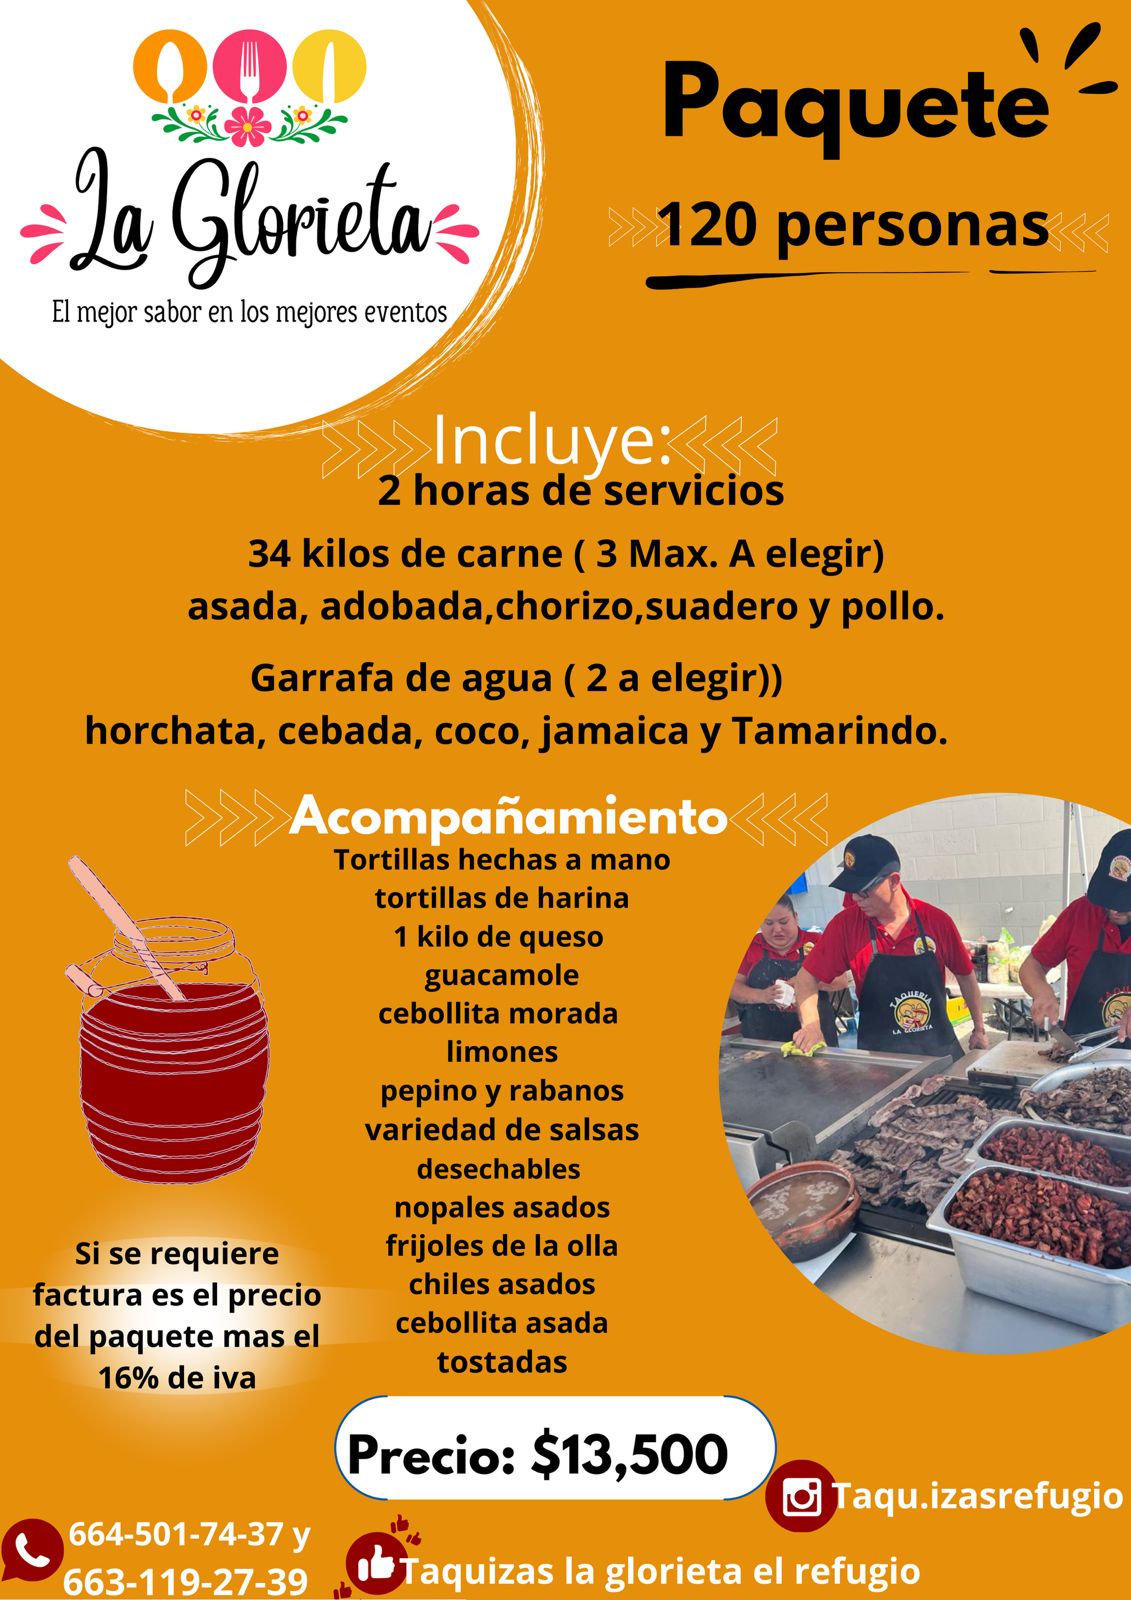 La Glorieta
El mejor sabor en los mejores eventos
Paquete
120 personas
Incluye:
2 horas de servicios
34 kilos de carne ( 3 Max. A elegir)
asada, adobada,chorizo,suadero y pollo.
Garrafa de agua ( 2 a elegir))
horchata, cebada, coco, jamaica y Tamarindo.
Acompañamiento
Tortillas hechas a mano
tortillas de harina
1 kilo de queso
guacamole
cebollita morada
limones
pepino y rabanos
variedad de salsas
desechables
nopales asados
frijoles de la olla
chiles asados
cebollita asada
tostadas
TAQUERIA
LA GLORIETA
Si se requiere
factura es el precio
del paquete mas el
16% de iva
Precio: $13,500
Taqu.izasrefugio
664-501-74-37 y
663-119-27-39
Taquizas la glorieta el refugio